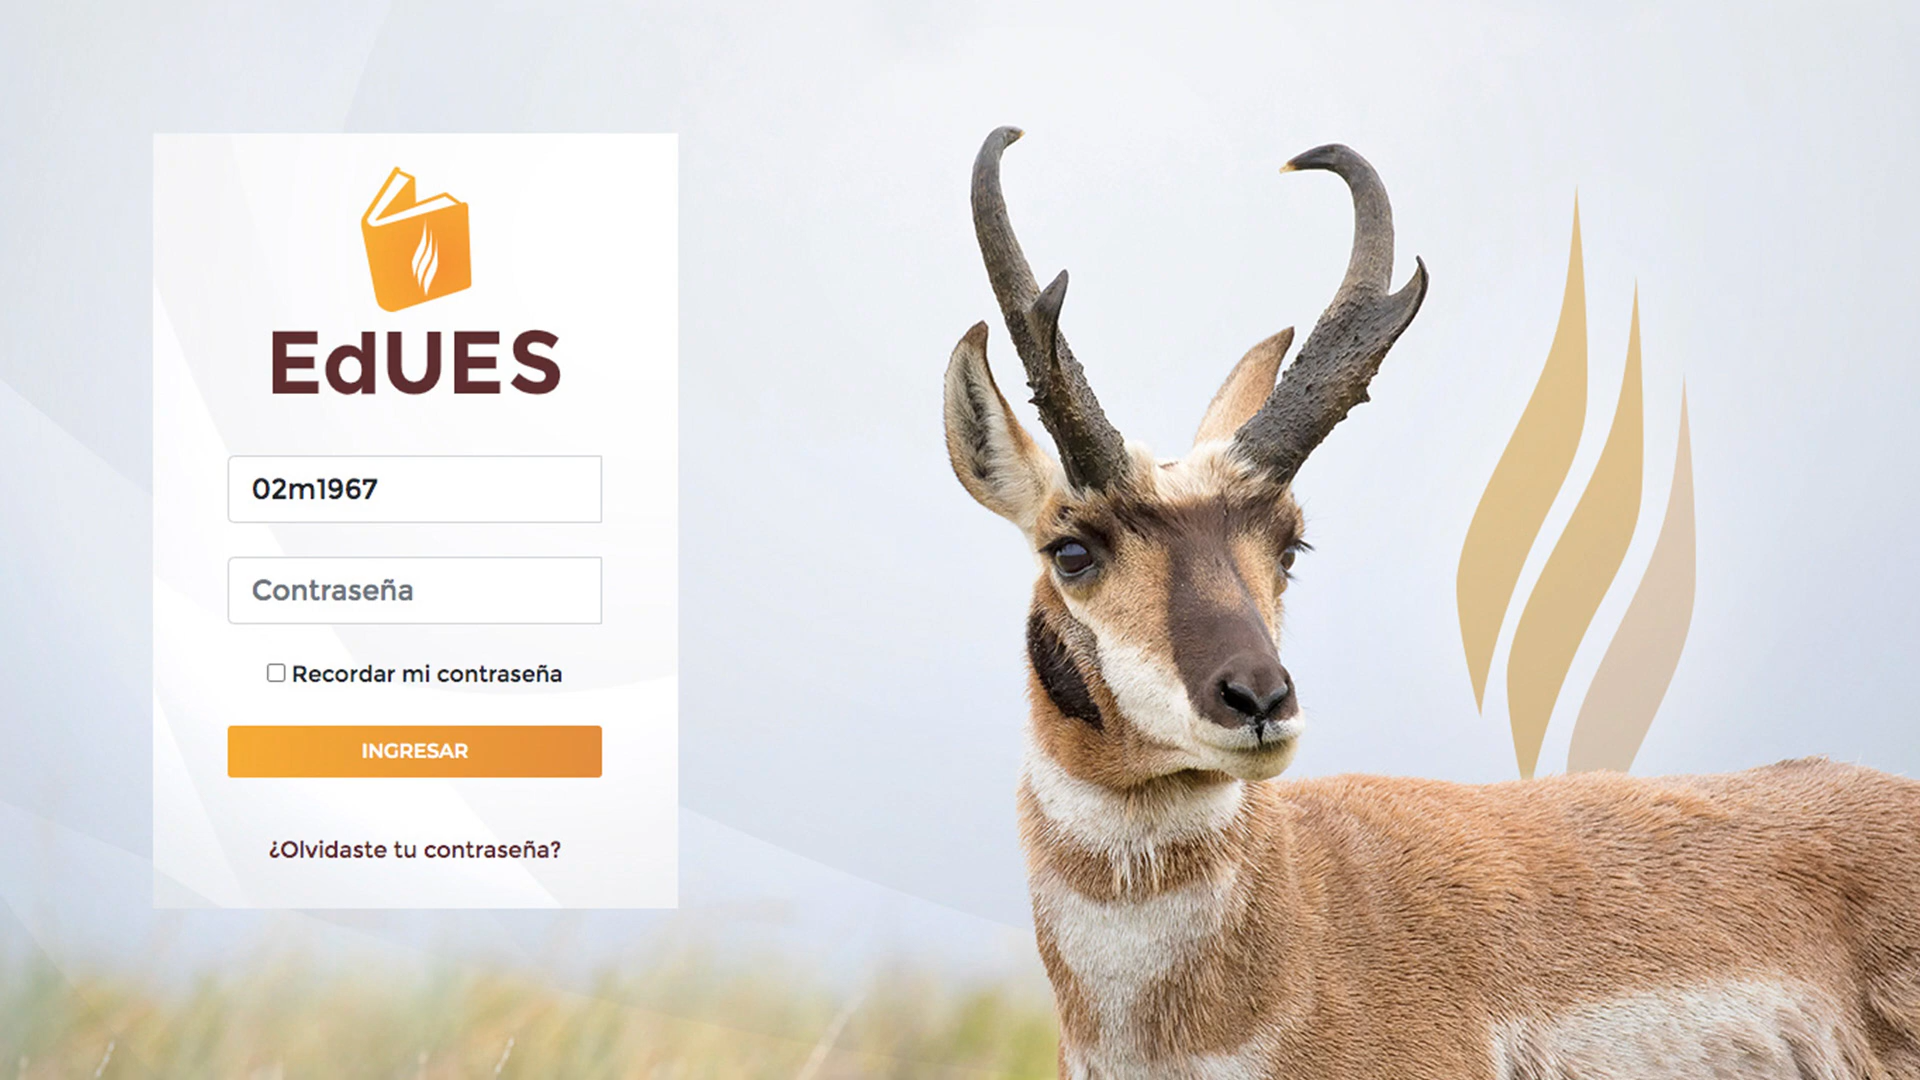 EdUES
02m1967
Contraseña
Recordar mi contraseña
INGRESAR
¿Olvidaste tu contraseña?